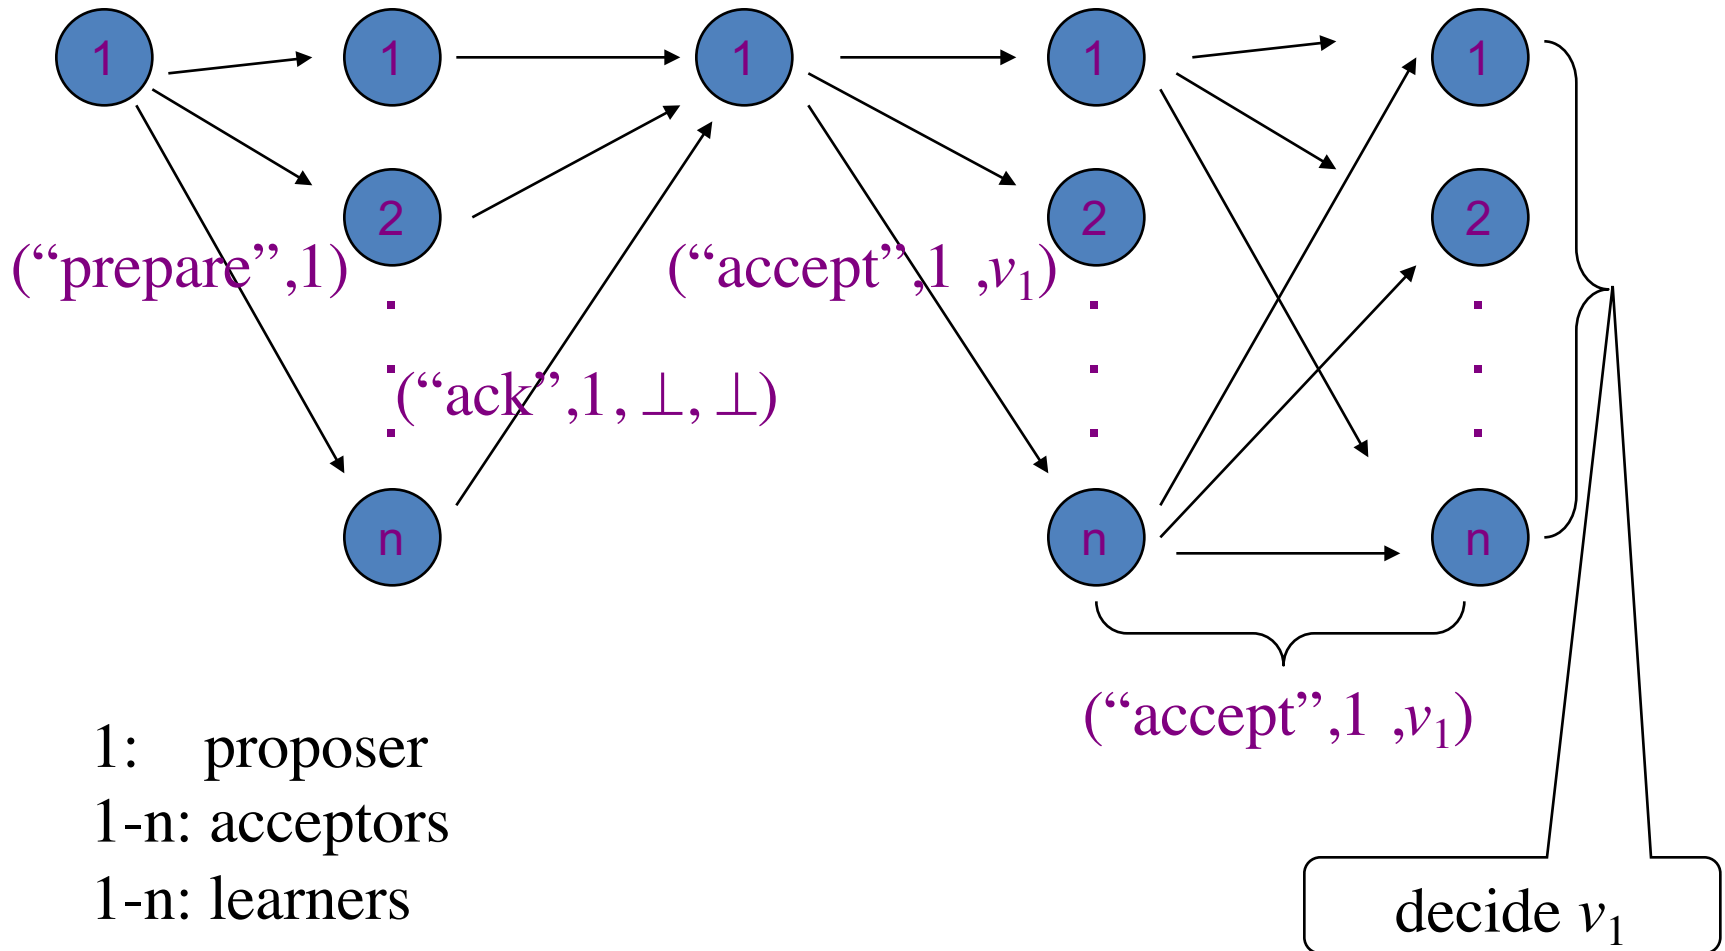 1 1 1 1 1
2 2 2
("prepare",1) ("accept",1 ,v₁)
("ack",1, ⊥, ⊥)
n n n
("accept",1 ,v₁)
1: proposer
1-n: acceptors
1-n: learners
decide v₁